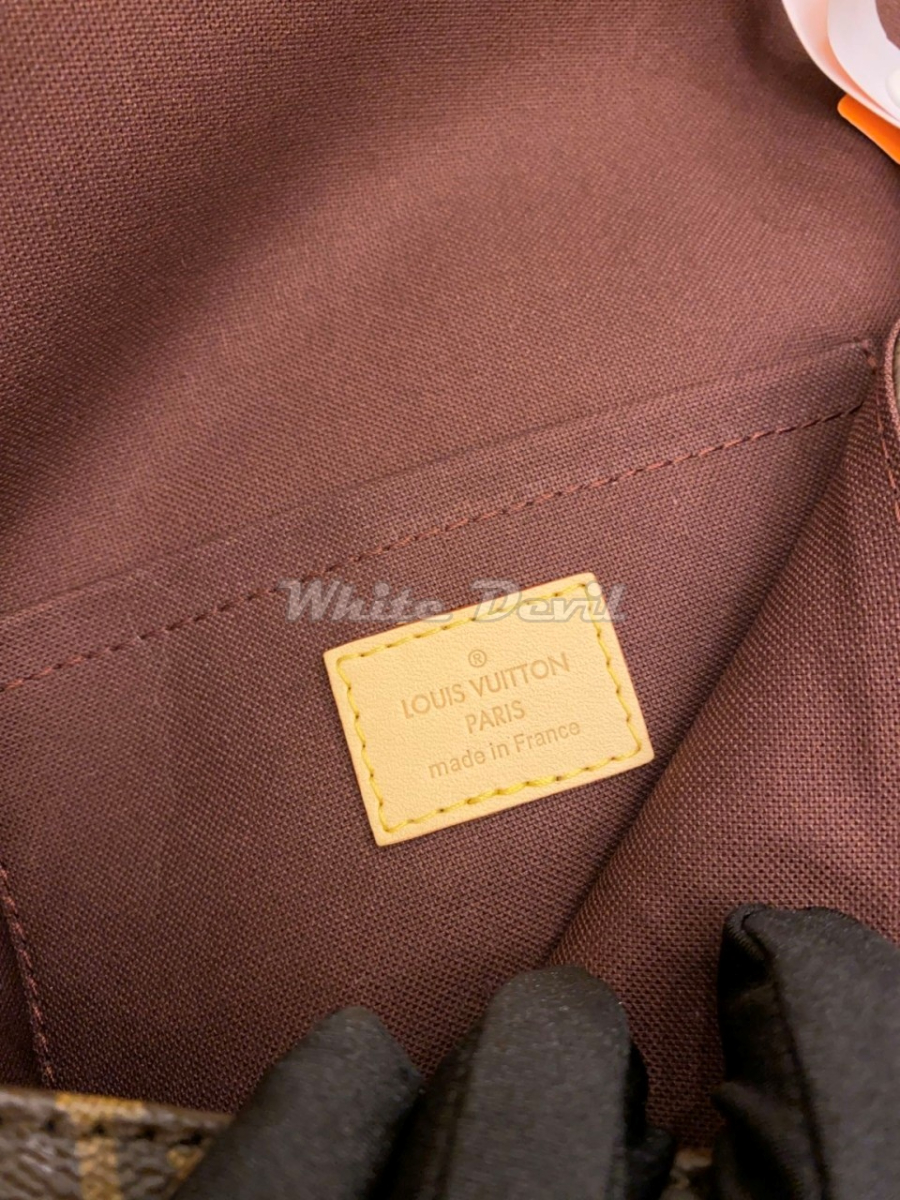 White Devil
®
LOUIS VUITTON
PARIS
made in France